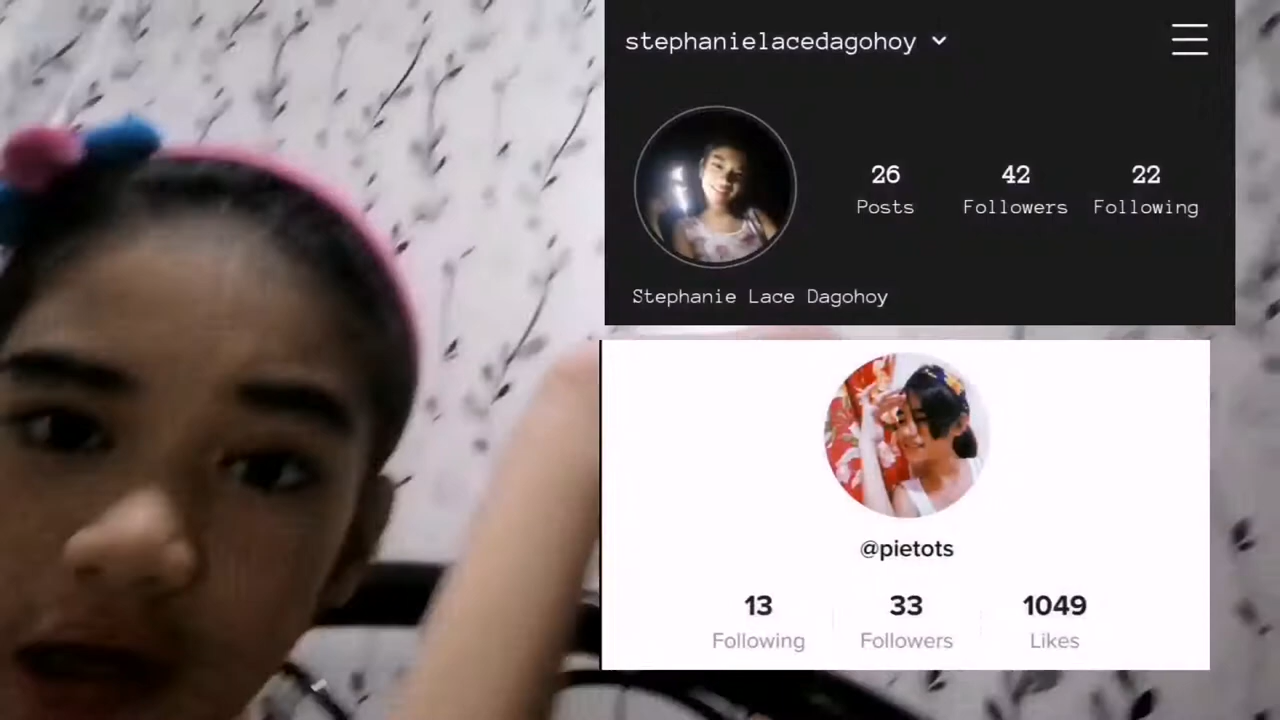 stephanielacedagohoy
26 42 22
Posts Followers Following
Stephanie Lace Dagohoy
@pietots
13 33 1049
Following Followers Likes